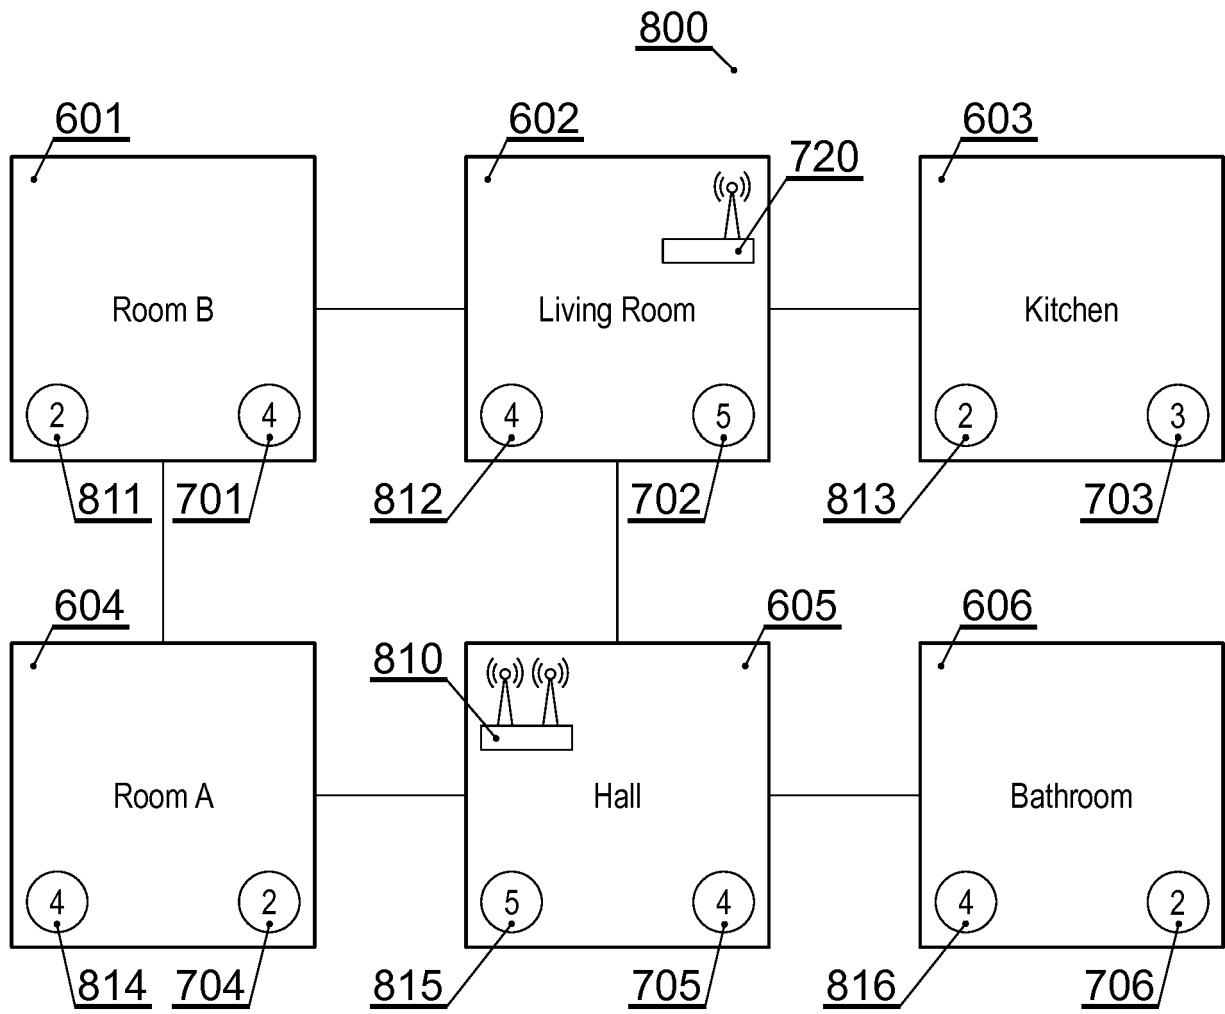 800
601 602 603
720
Room B Living Room Kitchen
2 4 4 5 2 3
811 701 812 702 813 703
604 605 606
810
Room A Hall Bathroom
4 2 5 4 4 2
814 704 815 705 816 706